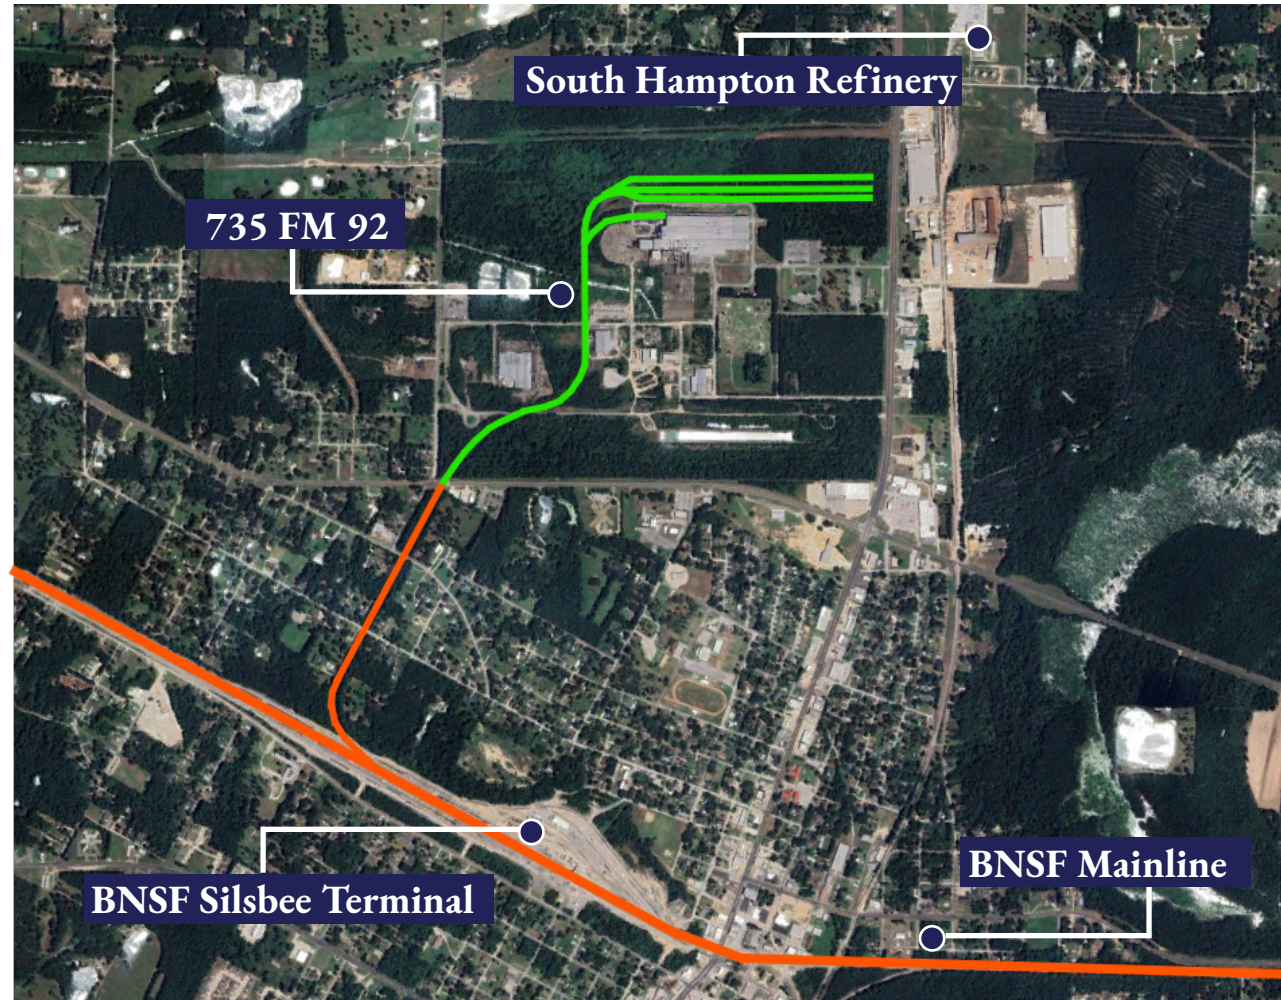 South Hampton Refinery
735 FM 92
BNSF Mainline
BNSF Silsbee Terminal